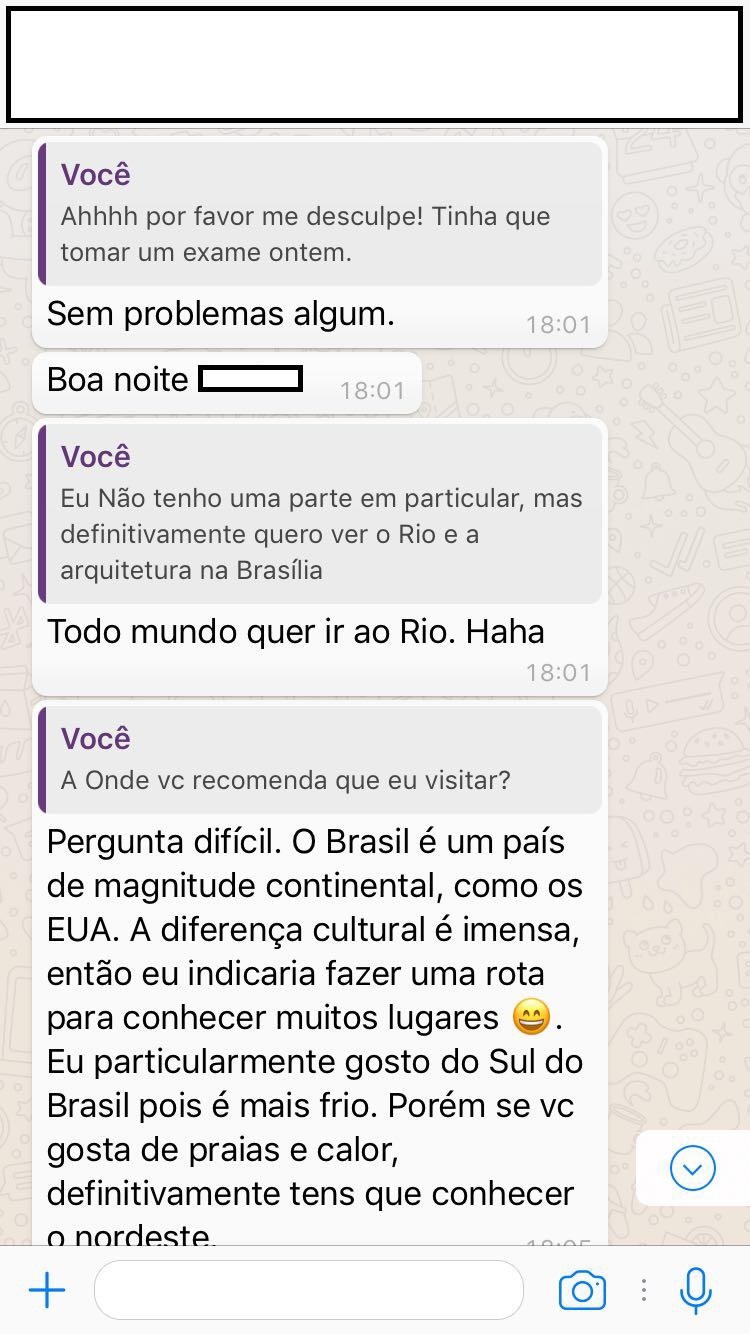 Você
Ahhhh por favor me desculpe! Tinha que
tomar um exame ontem.
Sem problemas algum.
18:01
Boa noite
18:01
Você
Eu Não tenho uma parte em particular, mas
definitivamente quero ver o Rio e a
arquitetura na Brasília
Todo mundo quer ir ao Rio. Haha
18:01
Você
A Onde vc recomenda que eu visitar?
Pergunta difícil. O Brasil é um país
de magnitude continental, como os
EUA. A diferença cultural é imensa,
então eu indicaria fazer uma rota
para conhecer muitos lugares 😄.
Eu particularmente gosto do Sul do
Brasil pois é mais frio. Porém se vc
gosta de praias e calor,
definitivamente tens que conhecer
o nordeste.